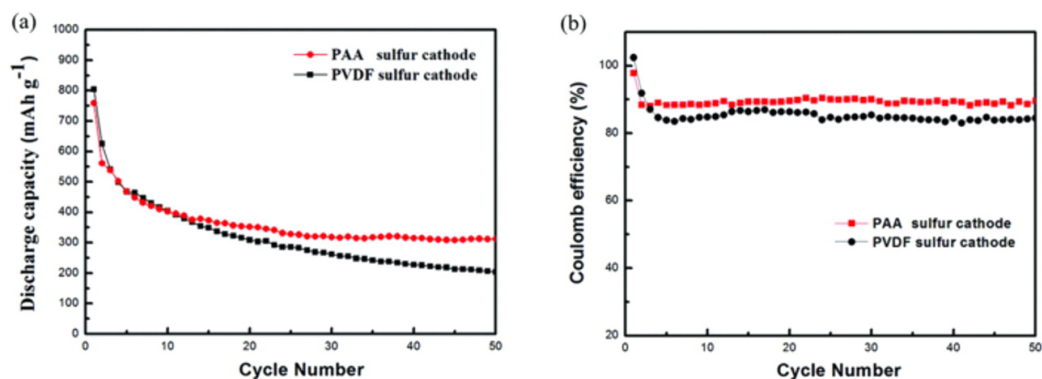 (a)
1000
900
800
700
600
500
400
300
200
100
0
Discharge capacity (mAh g⁻¹)
PAA sulfur cathode
PVDF sulfur cathode
0 10 20 30 40 50
Cycle Number
(b)
100
80
60
40
20
Coulomb efficiency (%)
PAA sulfur cathode
PVDF sulfur cathode
0 10 20 30 40 50
Cycle Number